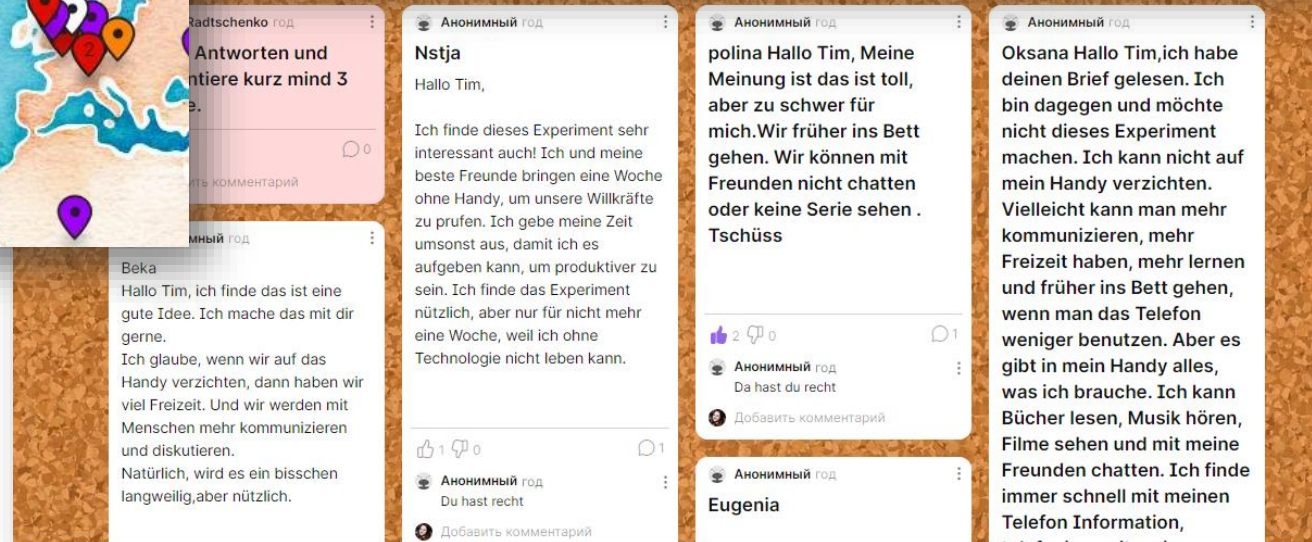 Radtschenko год
Antworten und
ntiere kurz mind 3
e.
0
ить комментарий
мный год
Beka
Hallo Tim, ich finde das ist eine
gute Idee. Ich mache das mit dir
gerne.
Ich glaube, wenn wir auf das
Handy verzichten, dann haben wir
viel Freizeit. Und wir werden mit
Menschen mehr kommunizieren
und diskutieren.
Natürlich, wird es ein bisschen
langweilig,aber nützlich.
Анонимный год
Nstja
Hallo Tim,
Ich finde dieses Experiment sehr
interessant auch! Ich und meine
beste Freunde bringen eine Woche
ohne Handy, um unsere Willkräfte
zu prufen. Ich gebe meine Zeit
umsonst aus, damit ich es
aufgeben kann, um produktiver zu
sein. Ich finde das Experiment
nützlich, aber nur für nicht mehr
eine Woche, weil ich ohne
Technologie nicht leben kann.
1 0 1
Анонимный год
Du hast recht
Добавить комментарий
Анонимный год
polina Hallo Tim, Meine
Meinung ist das ist toll,
aber zu schwer für
mich.Wir früher ins Bett
gehen. Wir können mit
Freunden nicht chatten
oder keine Serie sehen .
Tschüss
2 0 1
Анонимный год
Da hast du recht
Добавить комментарий
Анонимный год
Eugenia
Анонимный год
Oksana Hallo Tim,ich habe
deinen Brief gelesen. Ich
bin dagegen und möchte
nicht dieses Experiment
machen. Ich kann nicht auf
mein Handy verzichten.
Vielleicht kann man mehr
kommunizieren, mehr
Freizeit haben, mehr lernen
und früher ins Bett gehen,
wenn man das Telefon
weniger benutzen. Aber es
gibt in mein Handy alles,
was ich brauche. Ich kann
Bücher lesen, Musik hören,
Filme sehen und mit meine
Freunden chatten. Ich finde
immer schnell mit meinen
Telefon Information,
2